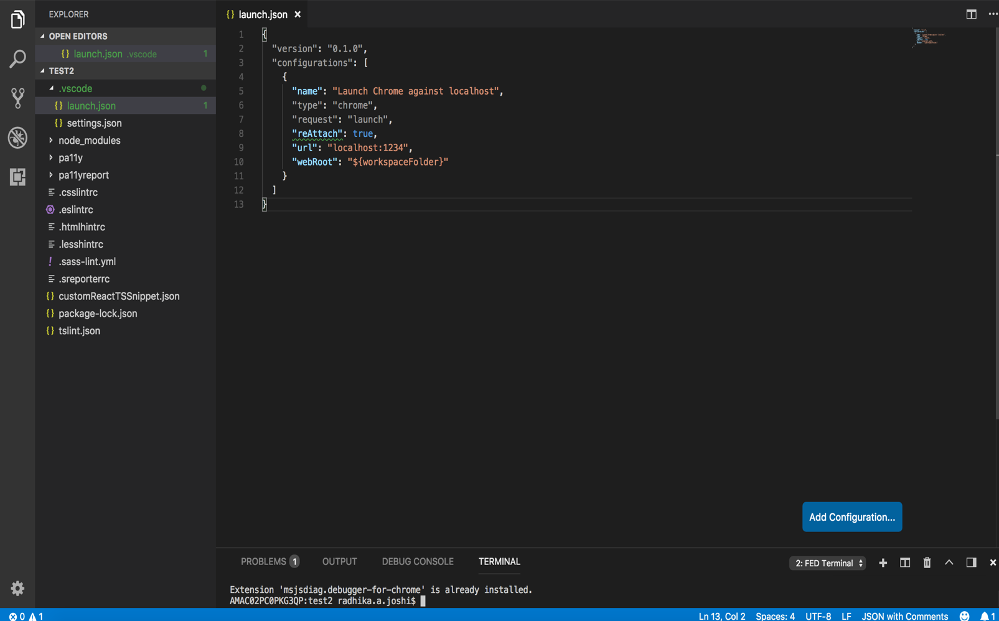 EXPLORER
OPEN EDITORS
{} launch.json .vscode 1
TEST2
.vscode
{} launch.json 1
{} settings.json
node_modules
pa11y
pa11yreport
.csslintrc
.eslintrc
.htmlhintrc
.lesshintrc
! .sass-lint.yml
.sreporterrc
{} customReactTSSnippet.json
{} package-lock.json
{} tslint.json
{} launch.json ×
1 {
2 "version": "0.1.0",
3 "configurations": [
4 {
5 "name": "Launch Chrome against localhost",
6 "type": "chrome",
7 "request": "launch",
8 "reAttach": true,
9 "url": "localhost:1234",
10 "webRoot": "${workspaceFolder}"
11 }
12 ]
13 }
Add Configuration...
PROBLEMS 1 OUTPUT DEBUG CONSOLE TERMINAL 2: FED Terminal
Extension 'msjsdiag.debugger-for-chrome' is already installed.
AMAC02PC0PKG3QP:test2 radhika.a.joshi$
0 1 Ln 13, Col 2 Spaces: 4 UTF-8 LF JSON with Comments 1